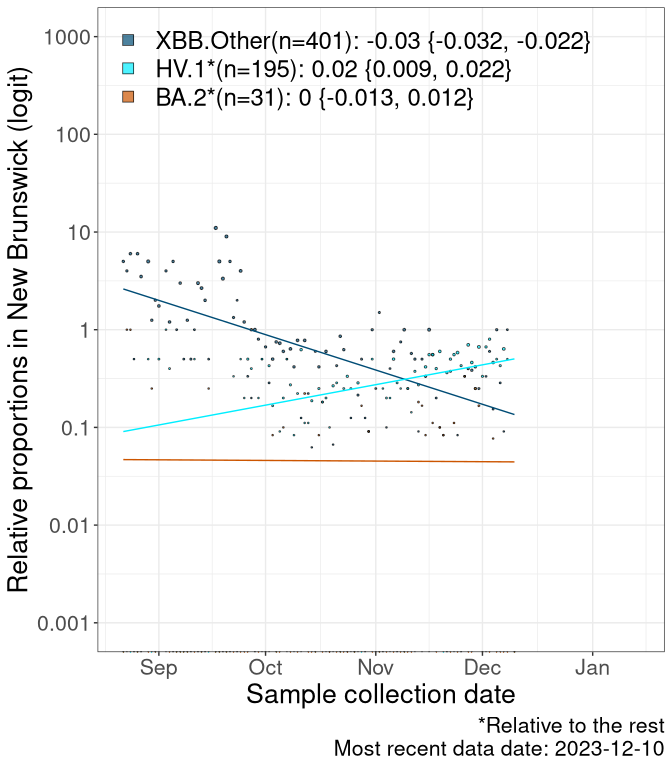 XBB.Other(n=401): -0.03 {-0.032, -0.022}
HV.1*(n=195): 0.02 {0.009, 0.022}
BA.2*(n=31): 0 {-0.013, 0.012}
Relative proportions in New Brunswick (logit)
1000
100
10
1
0.1
0.01
0.001
Sep Oct Nov Dec Jan
Sample collection date
*Relative to the rest
Most recent data date: 2023-12-10